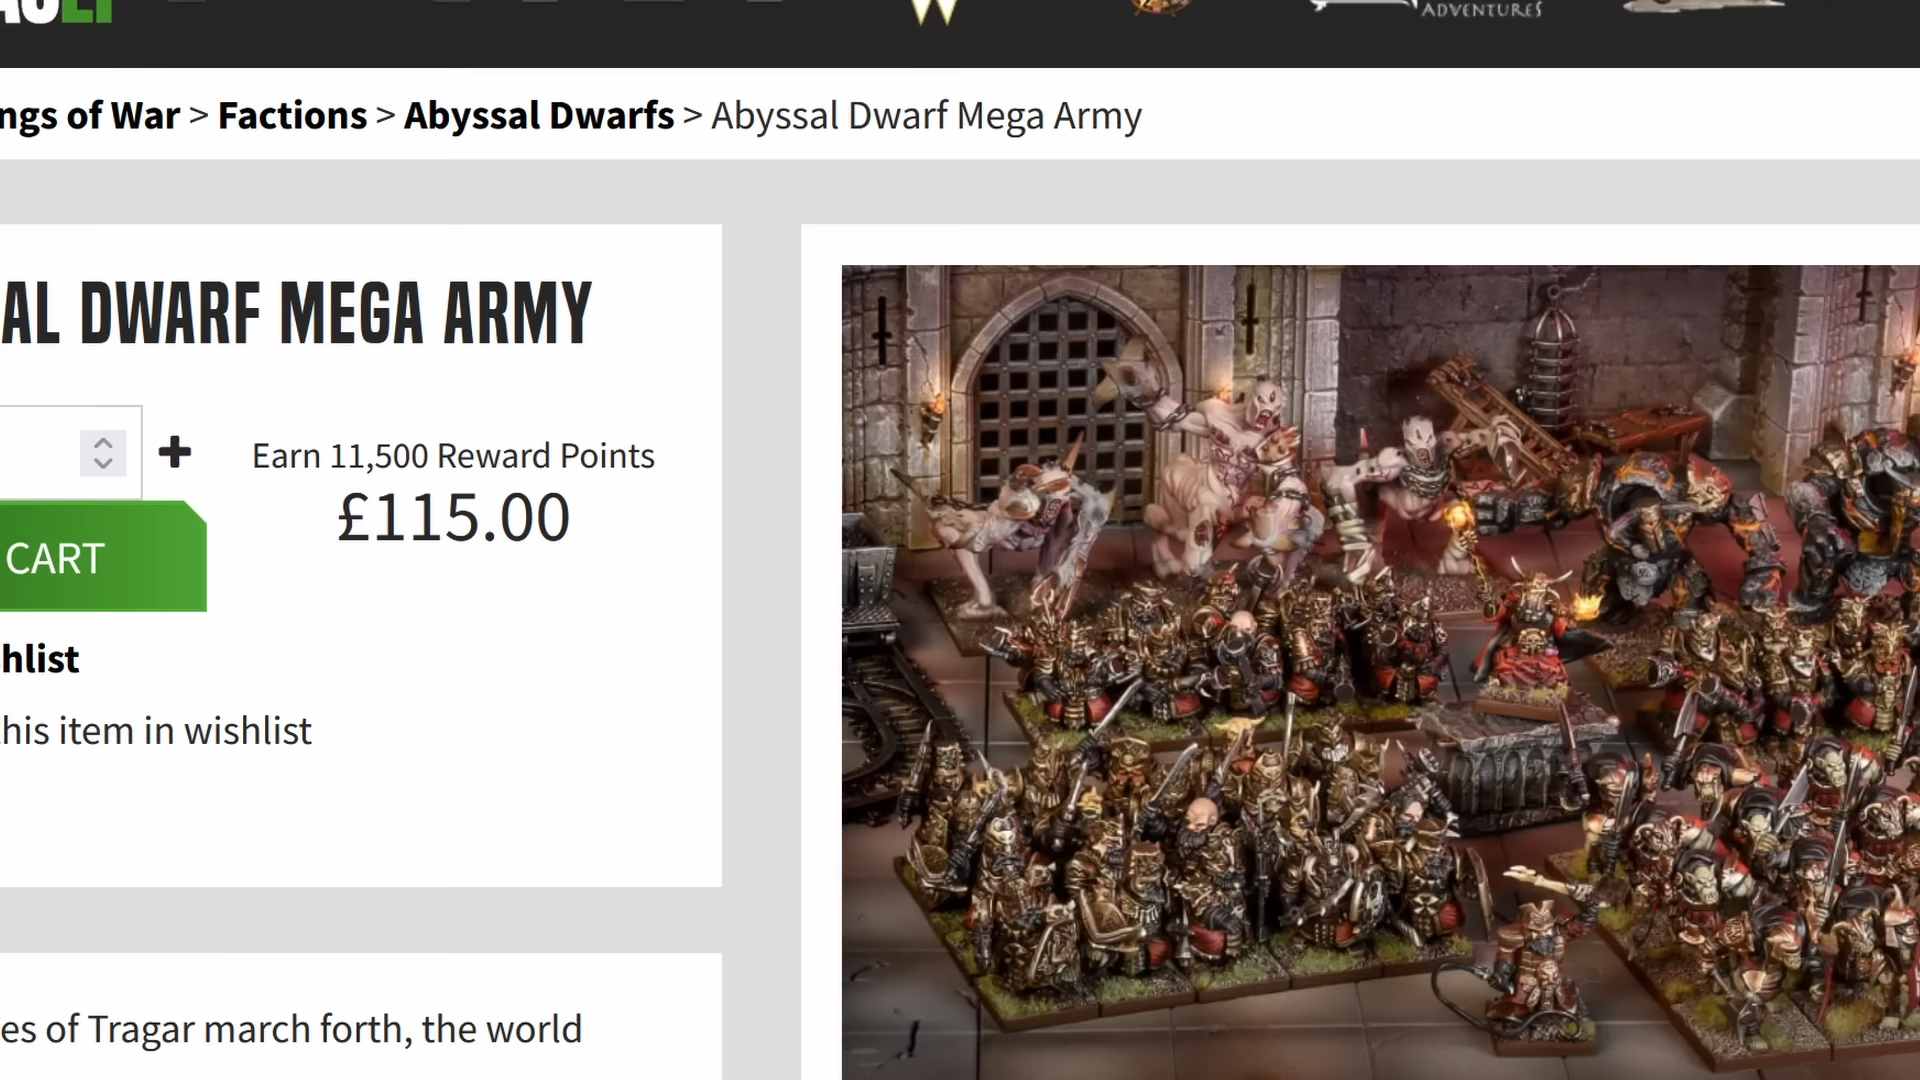 ADVENTURES
ngs of War > Factions > Abyssal Dwarfs > Abyssal Dwarf Mega Army
AL DWARF MEGA ARMY
Earn 11,500 Reward Points
£115.00
CART
hlist
his item in wishlist
es of Tragar march forth, the world